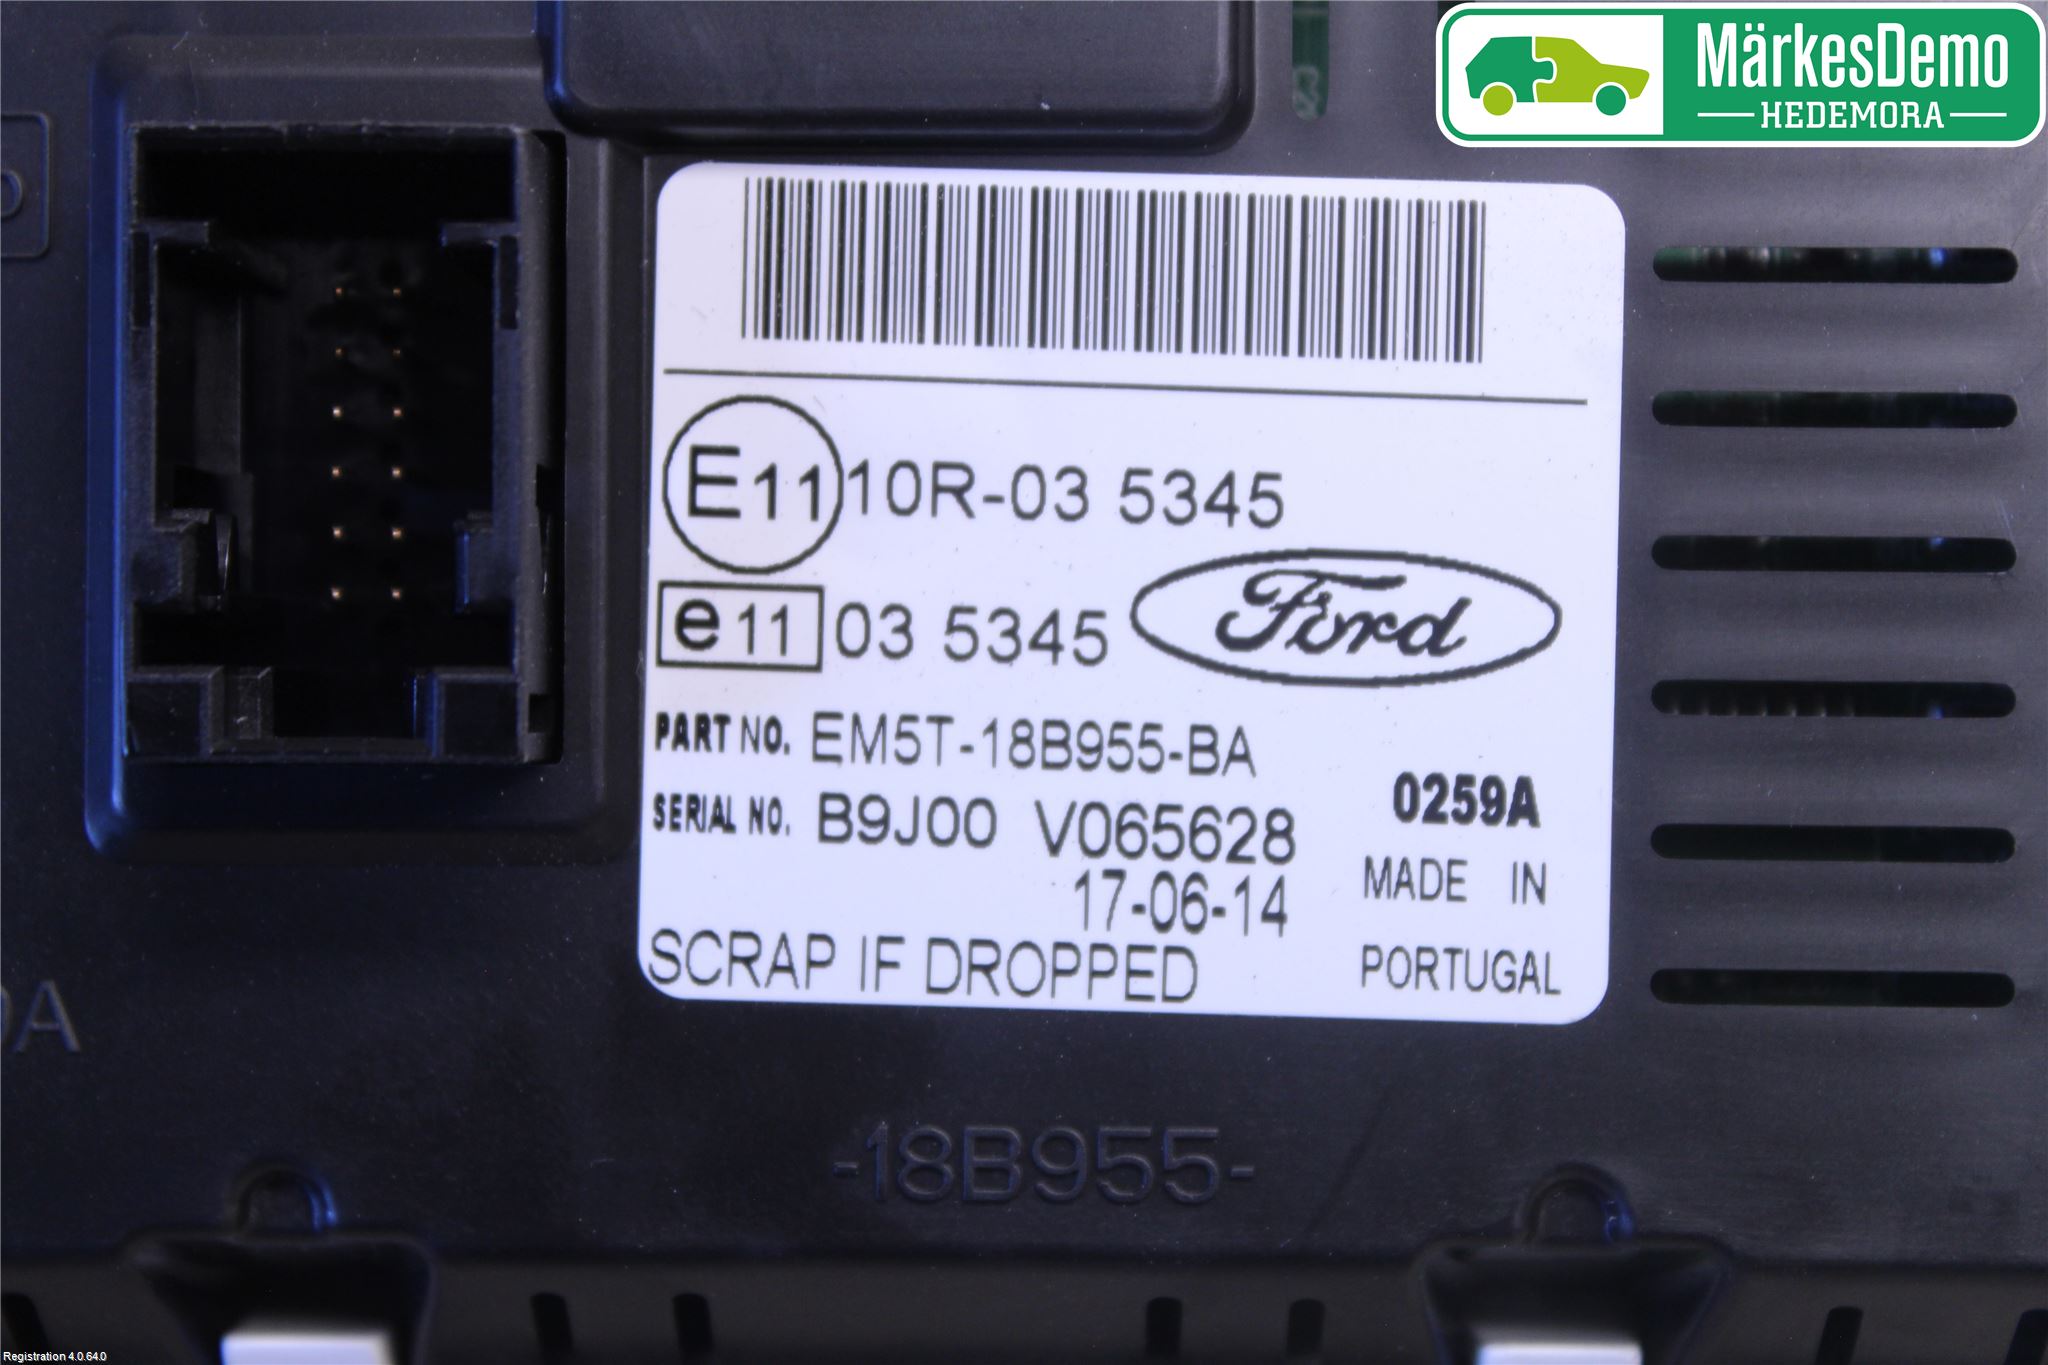 MärkesDemo
HEDEMORA
E11 10R-03 5345
e11 03 5345
Ford
PART NO. EM5T-18B955-BA
SERIAL NO. B9J00 V065628
0259A
17-06-14
MADE IN
PORTUGAL
SCRAP IF DROPPED
-18B955-
Registration 4.0.64.0